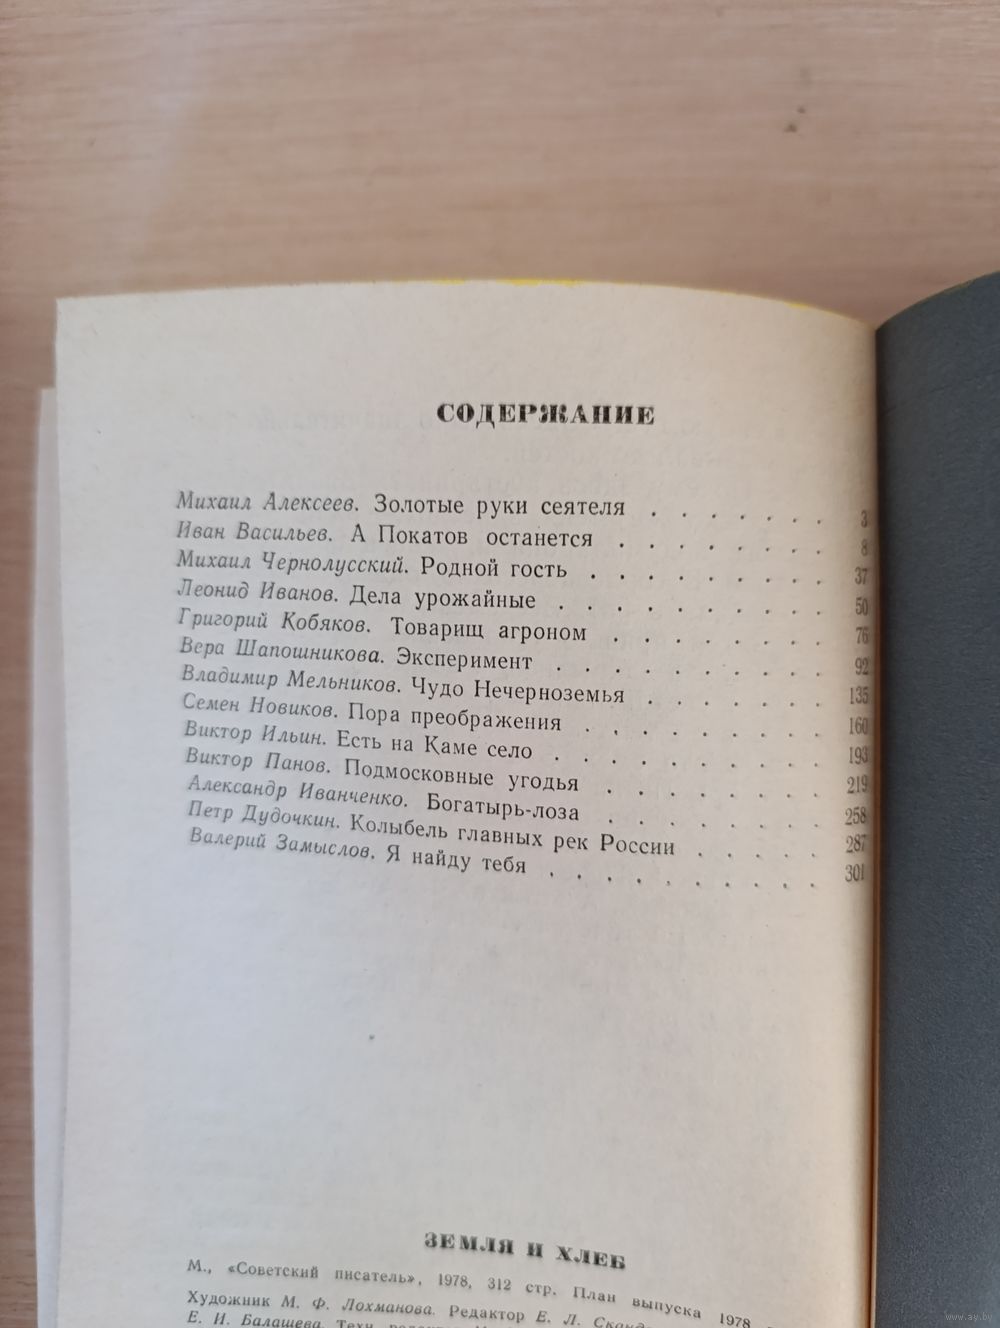 СОДЕРЖАНИЕ
Михаил Алексеев. Золотые руки сеятеля . . . . . . . 3
Иван Васильев. А Покатов останется . . . . . . . . 8
Михаил Чернолусский. Родной гость . . . . . . . . . 37
Леонид Иванов. Дела урожайные . . . . . . . . . . 50
Григорий Кобяков. Товарищ агроном . . . . . . . . 76
Вера Шапошникова. Эксперимент . . . . . . . . . . 92
Владимир Мельников. Чудо Нечерноземья . . . . . . . 135
Семен Новиков. Пора преображения . . . . . . . . . 160
Виктор Ильин. Есть на Каме село . . . . . . . . . . 193
Виктор Панов. Подмосковные угодья . . . . . . . . 219
Александр Иванченко. Богатырь-лоза . . . . . . . . 258
Петр Дудочкин. Колыбель главных рек России . . . . . 287
Валерий Замыслов. Я найду тебя . . . . . . . . . . 301
ЗЕМЛЯ И ХЛЕБ
М., «Советский писатель», 1978, 312 стр. План выпуска 1978
Художник М. Ф. Лохманова. Редактор Е. Л.
Е. И. Балашева. Техн.
www.ay.by